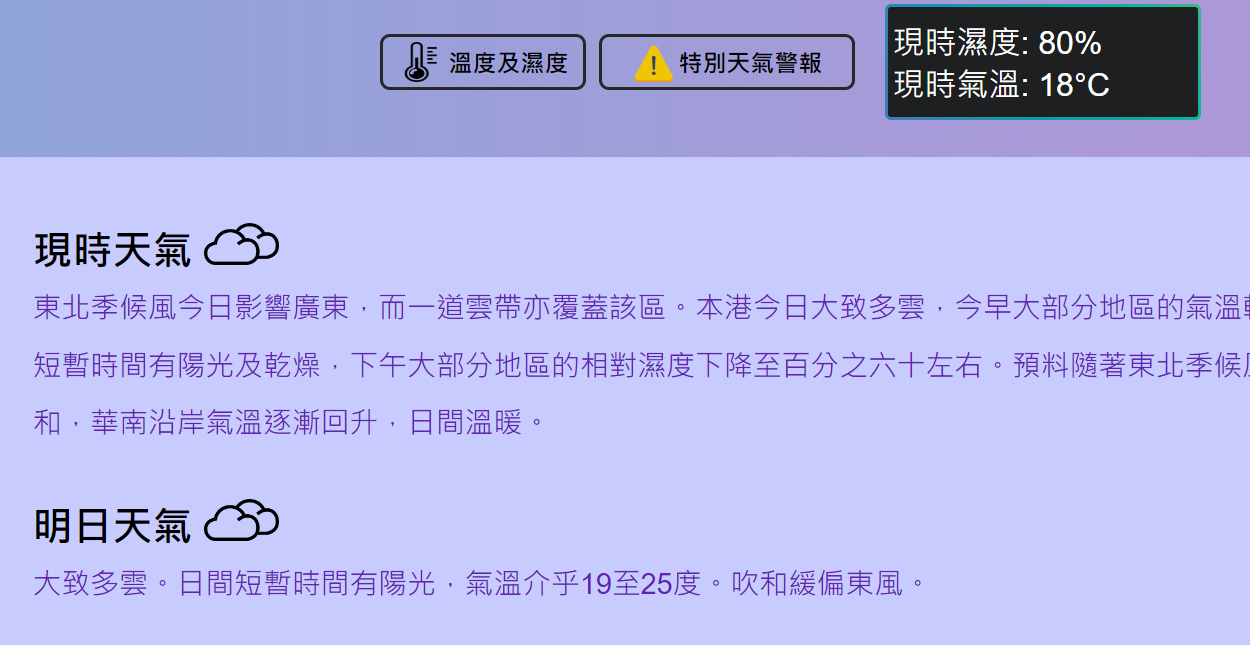 溫度及濕度
特別天氣警報
現時濕度: 80%
現時氣溫: 18°C
現時天氣
東北季候風今日影響廣東，而一道雲帶亦覆蓋該區。本港今日大致多雲，今早大部分地區的氣溫
短暫時間有陽光及乾燥，下午大部分地區的相對濕度下降至百分之六十左右。預料隨著東北季候
和，華南沿岸氣溫逐漸回升，日間溫暖。
明日天氣
大致多雲。日間短暫時間有陽光，氣溫介乎19至25度。吹和緩偏東風。